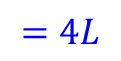 = 4L